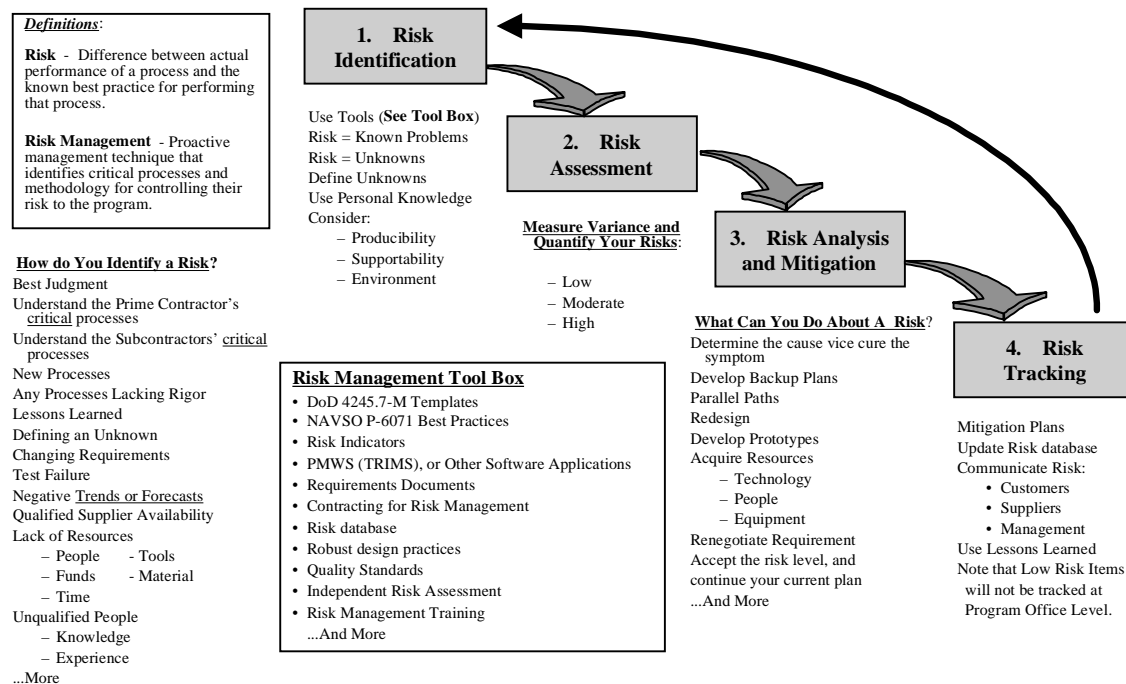 Definitions:
Risk - Difference between actual
performance of a process and the
known best practice for performing
that process.
Risk Management - Proactive
management technique that
identifies critical processes and
methodology for controlling their
risk to the program.
How do You Identify a Risk?
Best Judgment
Understand the Prime Contractor's
critical processes
Understand the Subcontractors' critical
processes
New Processes
Any Processes Lacking Rigor
Lessons Learned
Defining an Unknown
Changing Requirements
Test Failure
Negative Trends or Forecasts
Qualified Supplier Availability
Lack of Resources
– People - Tools
– Funds - Material
– Time
Unqualified People
– Knowledge
– Experience
...More
1. Risk
Identification
Use Tools (See Tool Box)
Risk = Known Problems
Risk = Unknowns
Define Unknowns
Use Personal Knowledge
Consider:
– Producibility
– Supportability
– Environment
2. Risk
Assessment
Measure Variance and
Quantify Your Risks:
– Low
– Moderate
– High
Risk Management Tool Box
• DoD 4245.7-M Templates
• NAVSO P-6071 Best Practices
• Risk Indicators
• PMWS (TRIMS), or Other Software Applications
• Requirements Documents
• Contracting for Risk Management
• Risk database
• Robust design practices
• Quality Standards
• Independent Risk Assessment
• Risk Management Training
...And More
3. Risk Analysis
and Mitigation
What Can You Do About A Risk?
Determine the cause vice cure the
symptom
Develop Backup Plans
Parallel Paths
Redesign
Develop Prototypes
Acquire Resources
– Technology
– People
– Equipment
Renegotiate Requirement
Accept the risk level, and
continue your current plan
...And More
4. Risk
Tracking
Mitigation Plans
Update Risk database
Communicate Risk:
• Customers
• Suppliers
• Management
Use Lessons Learned
Note that Low Risk Items
will not be tracked at
Program Office Level.